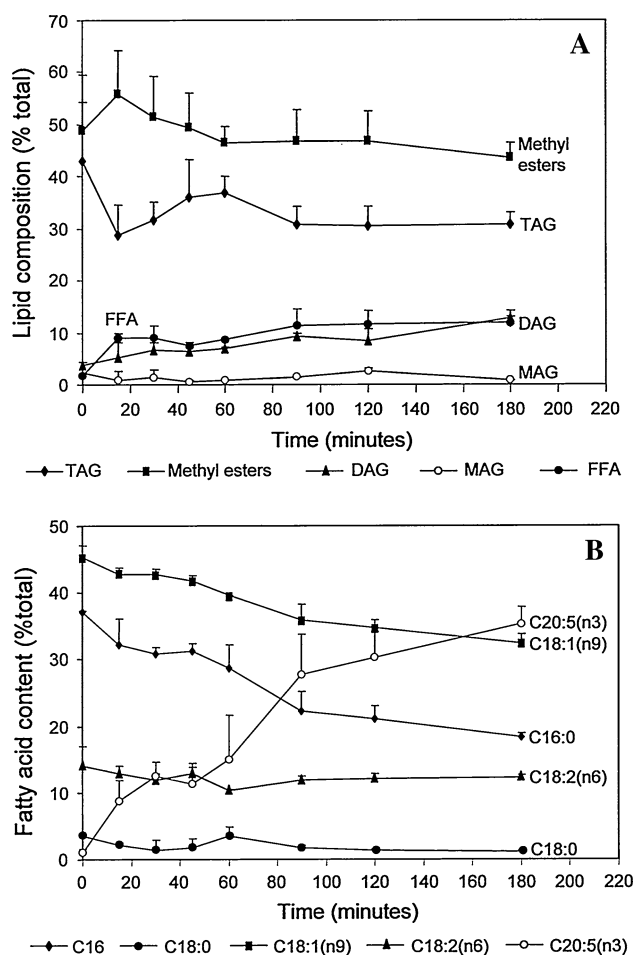 A
Lipid composition (% total)
70
60
50
40
30
20
10
0
Methyl
esters
TAG
FFA
DAG
MAG
0 20 40 60 80 100 120 140 160 180 200 220
Time (minutes)
TAG Methyl esters DAG MAG FFA
B
Fatty acid content (%total)
50
40
30
20
10
0
C20:5(n3)
C18:1(n9)
C16:0
C18:2(n6)
C18:0
0 20 40 60 80 100 120 140 160 180 200 220
Time (minutes)
C16 C18:0 C18:1(n9) C18:2(n6) C20:5(n3)